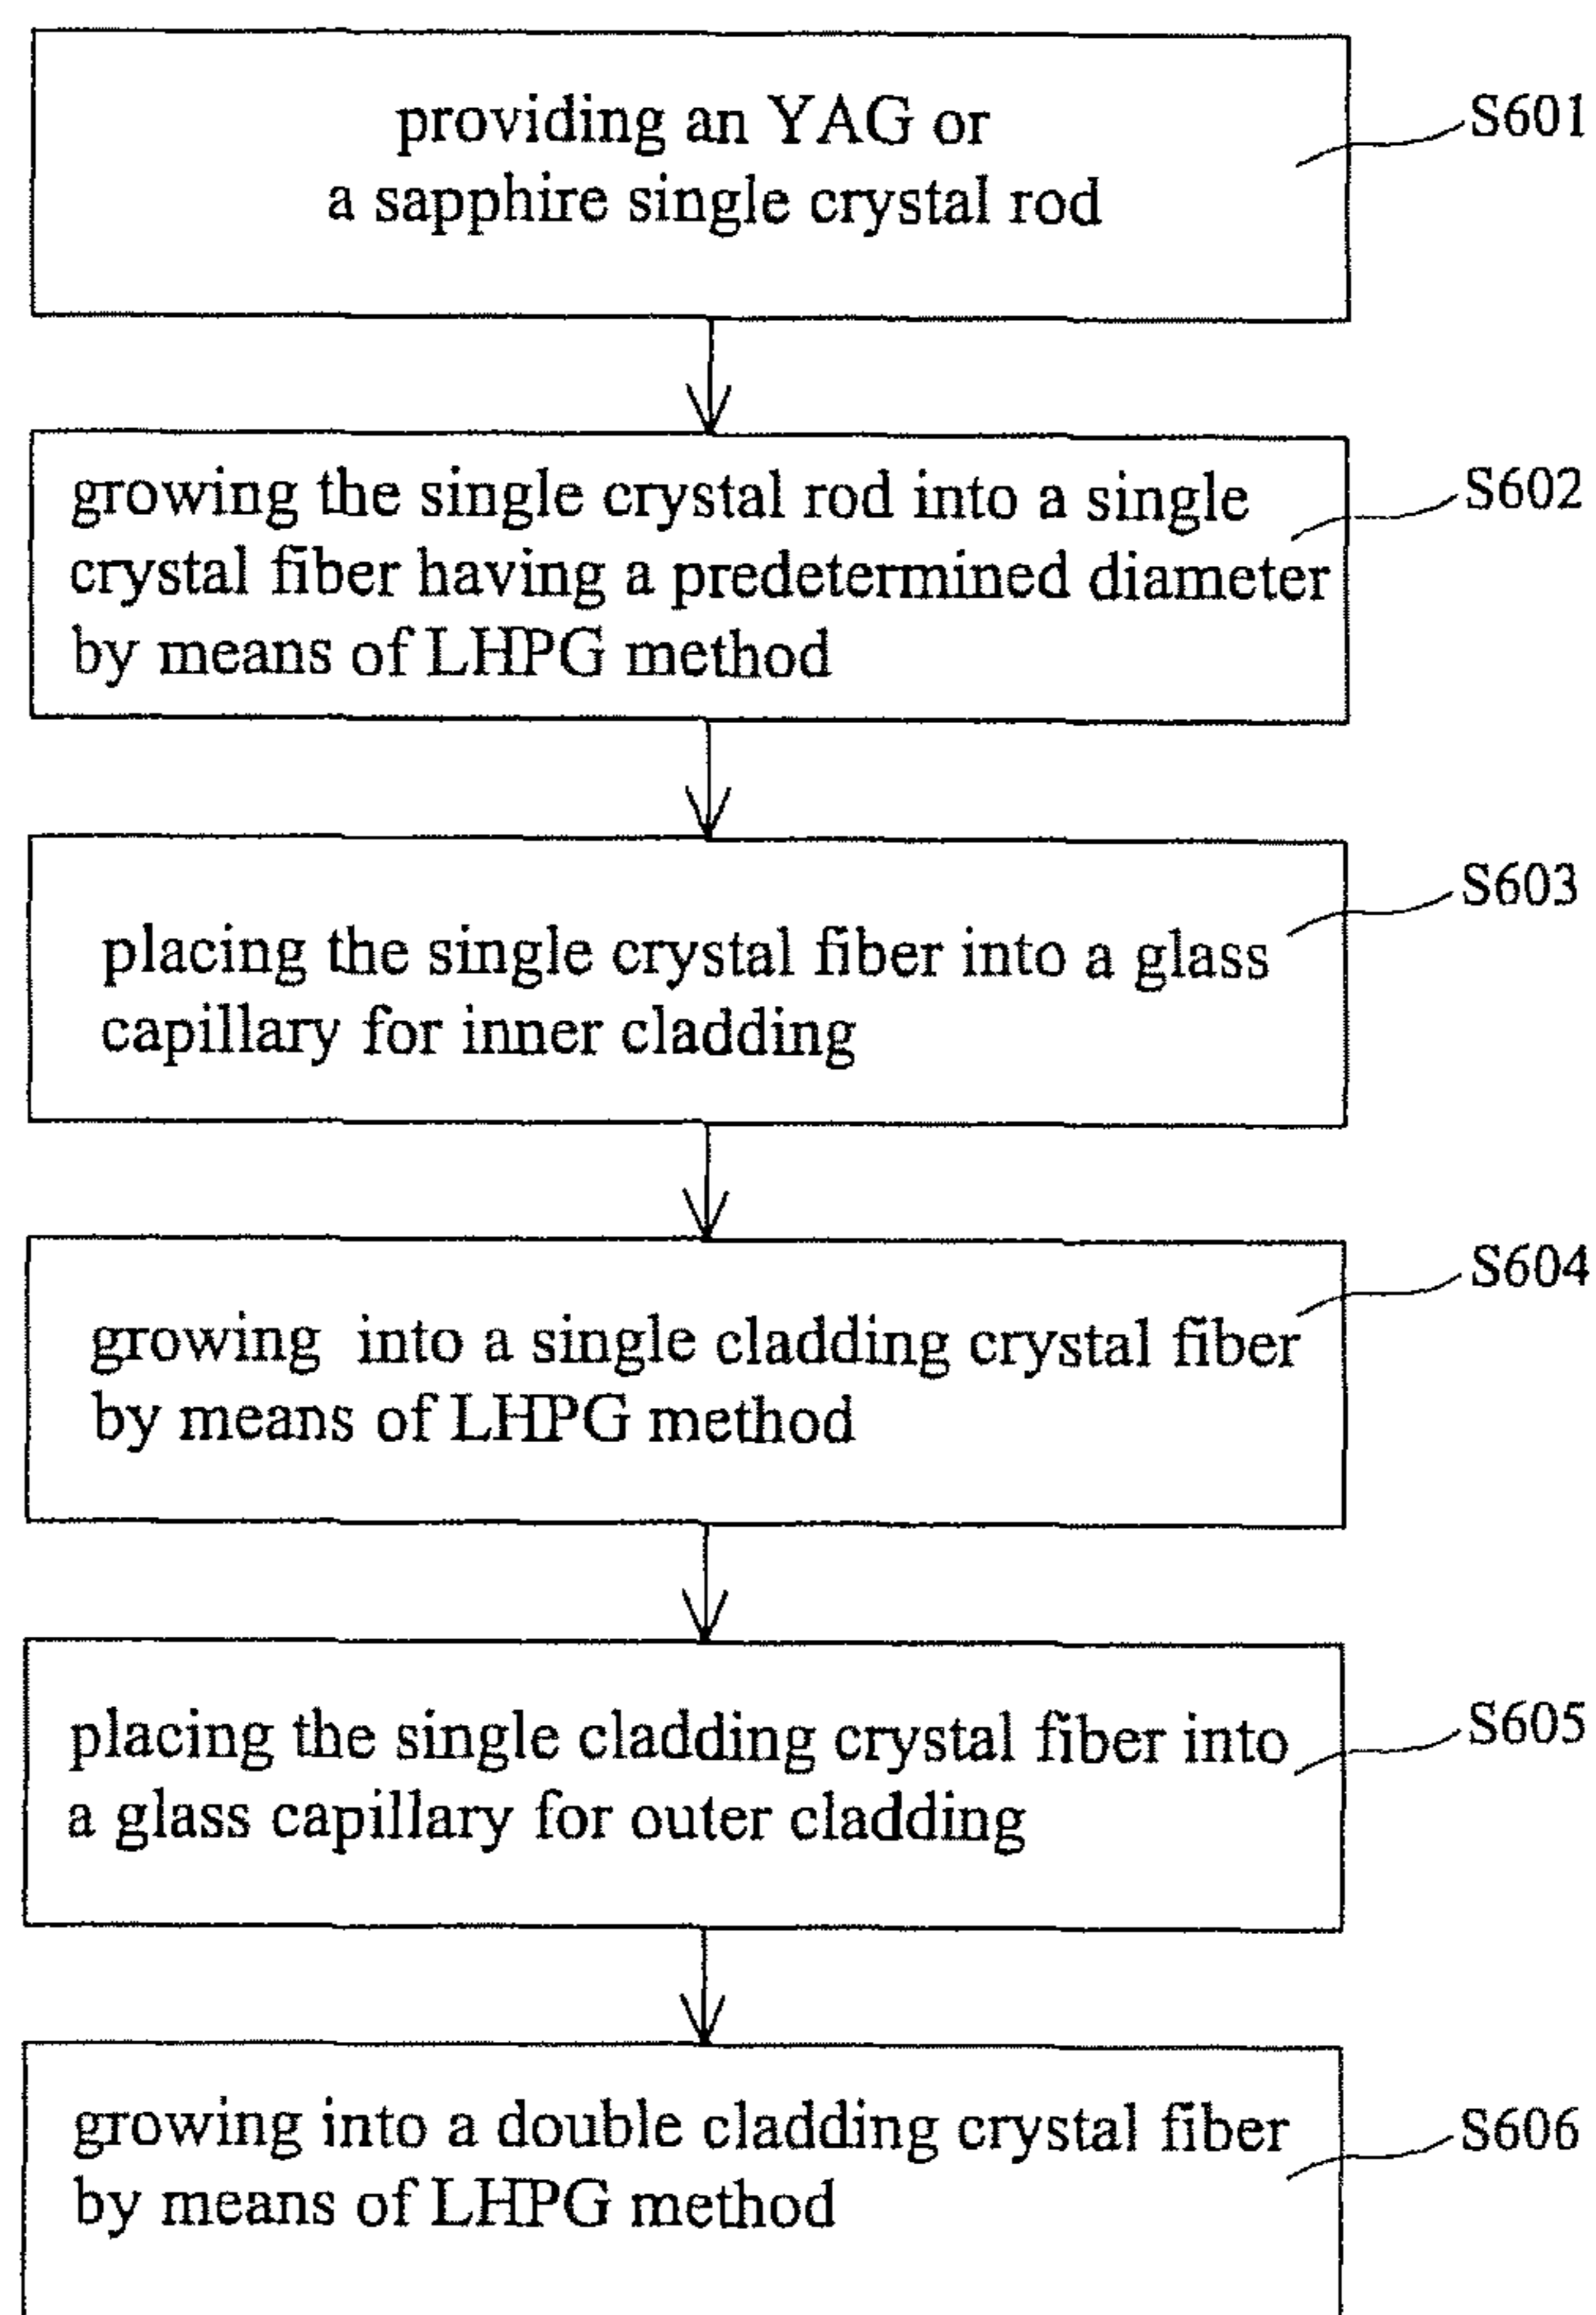 providing an YAG or
a sapphire single crystal rod
S601
growing the single crystal rod into a single
crystal fiber having a predetermined diameter
by means of LHPG method
S602
placing the single crystal fiber into a glass
capillary for inner cladding
S603
growing into a single cladding crystal fiber
by means of LHPG method
S604
placing the single cladding crystal fiber into
a glass capillary for outer cladding
S605
growing into a double cladding crystal fiber
by means of LHPG method
S606